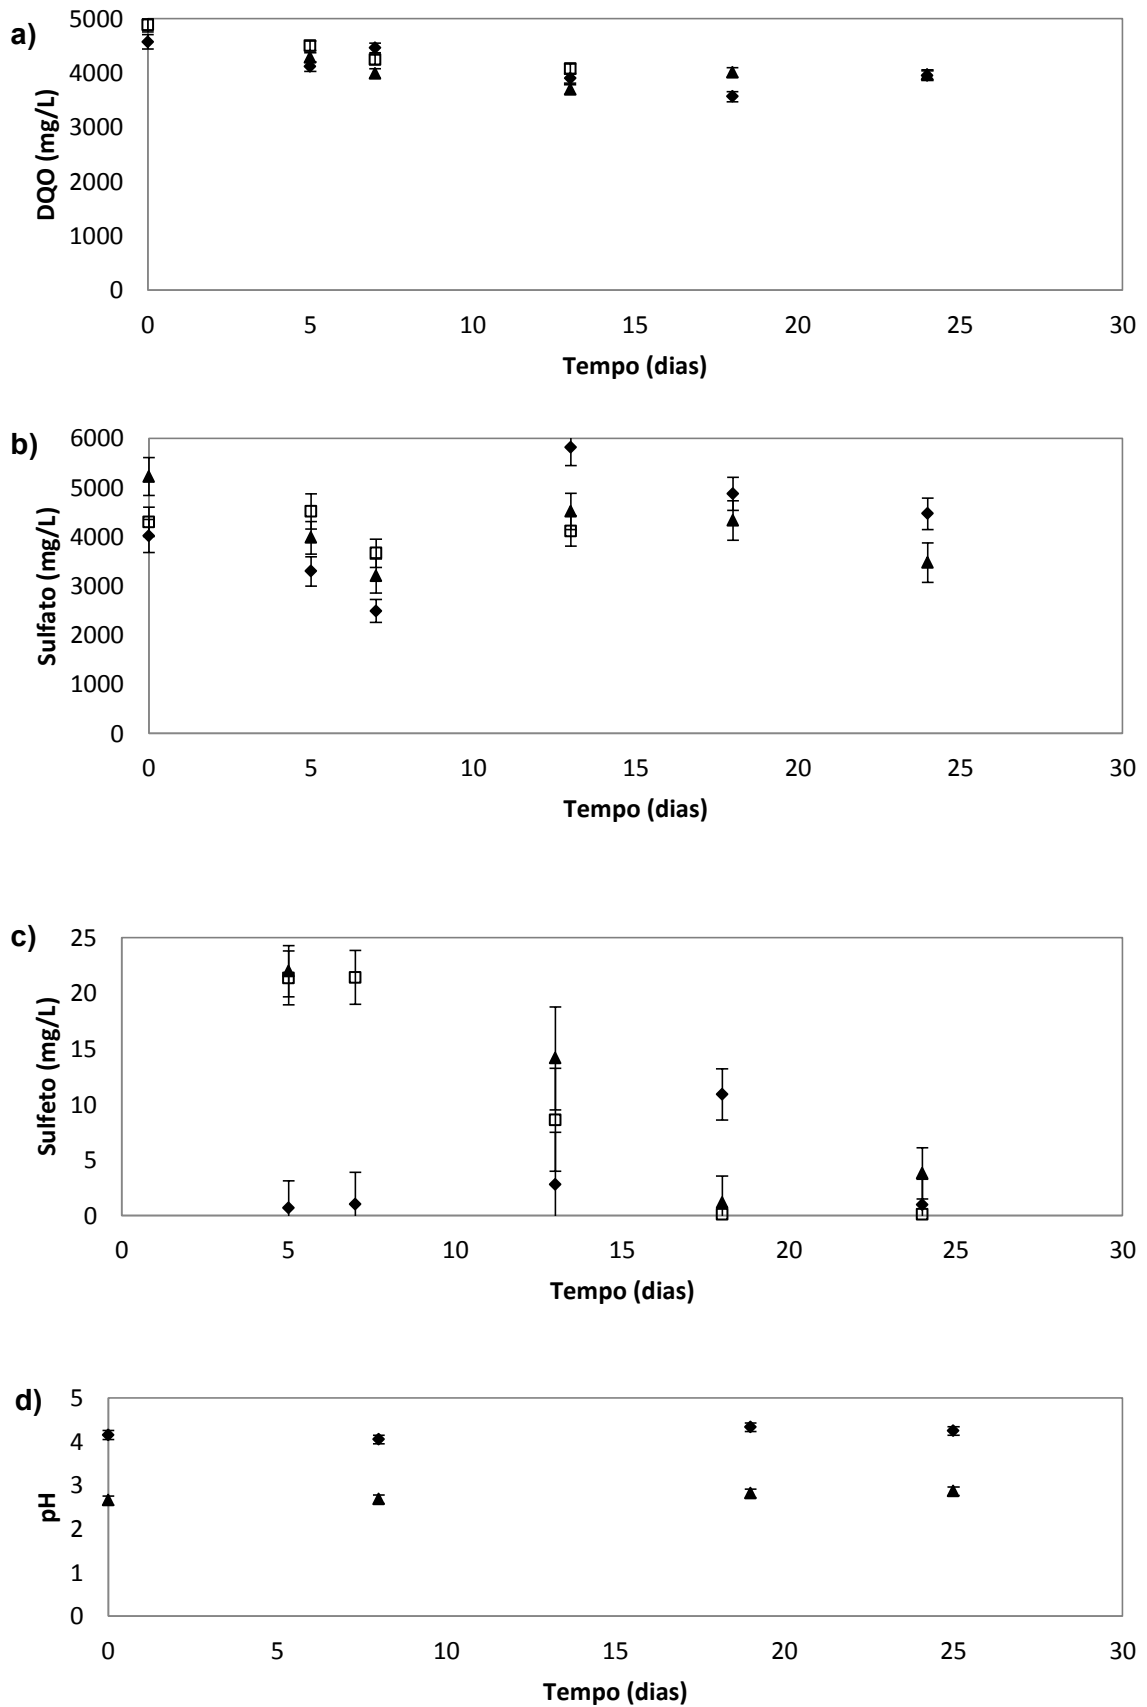 a)
DQO (mg/L)
5000
4000
3000
2000
1000
0
0 5 10 15 20 25 30
Tempo (dias)
b)
Sulfato (mg/L)
6000
5000
4000
3000
2000
1000
0
0 5 10 15 20 25 30
Tempo (dias)
c)
Sulfeto (mg/L)
25
20
15
10
5
0
0 5 10 15 20 25 30
Tempo (dias)
d)
pH
5
4
3
2
1
0
0 5 10 15 20 25 30
Tempo (dias)